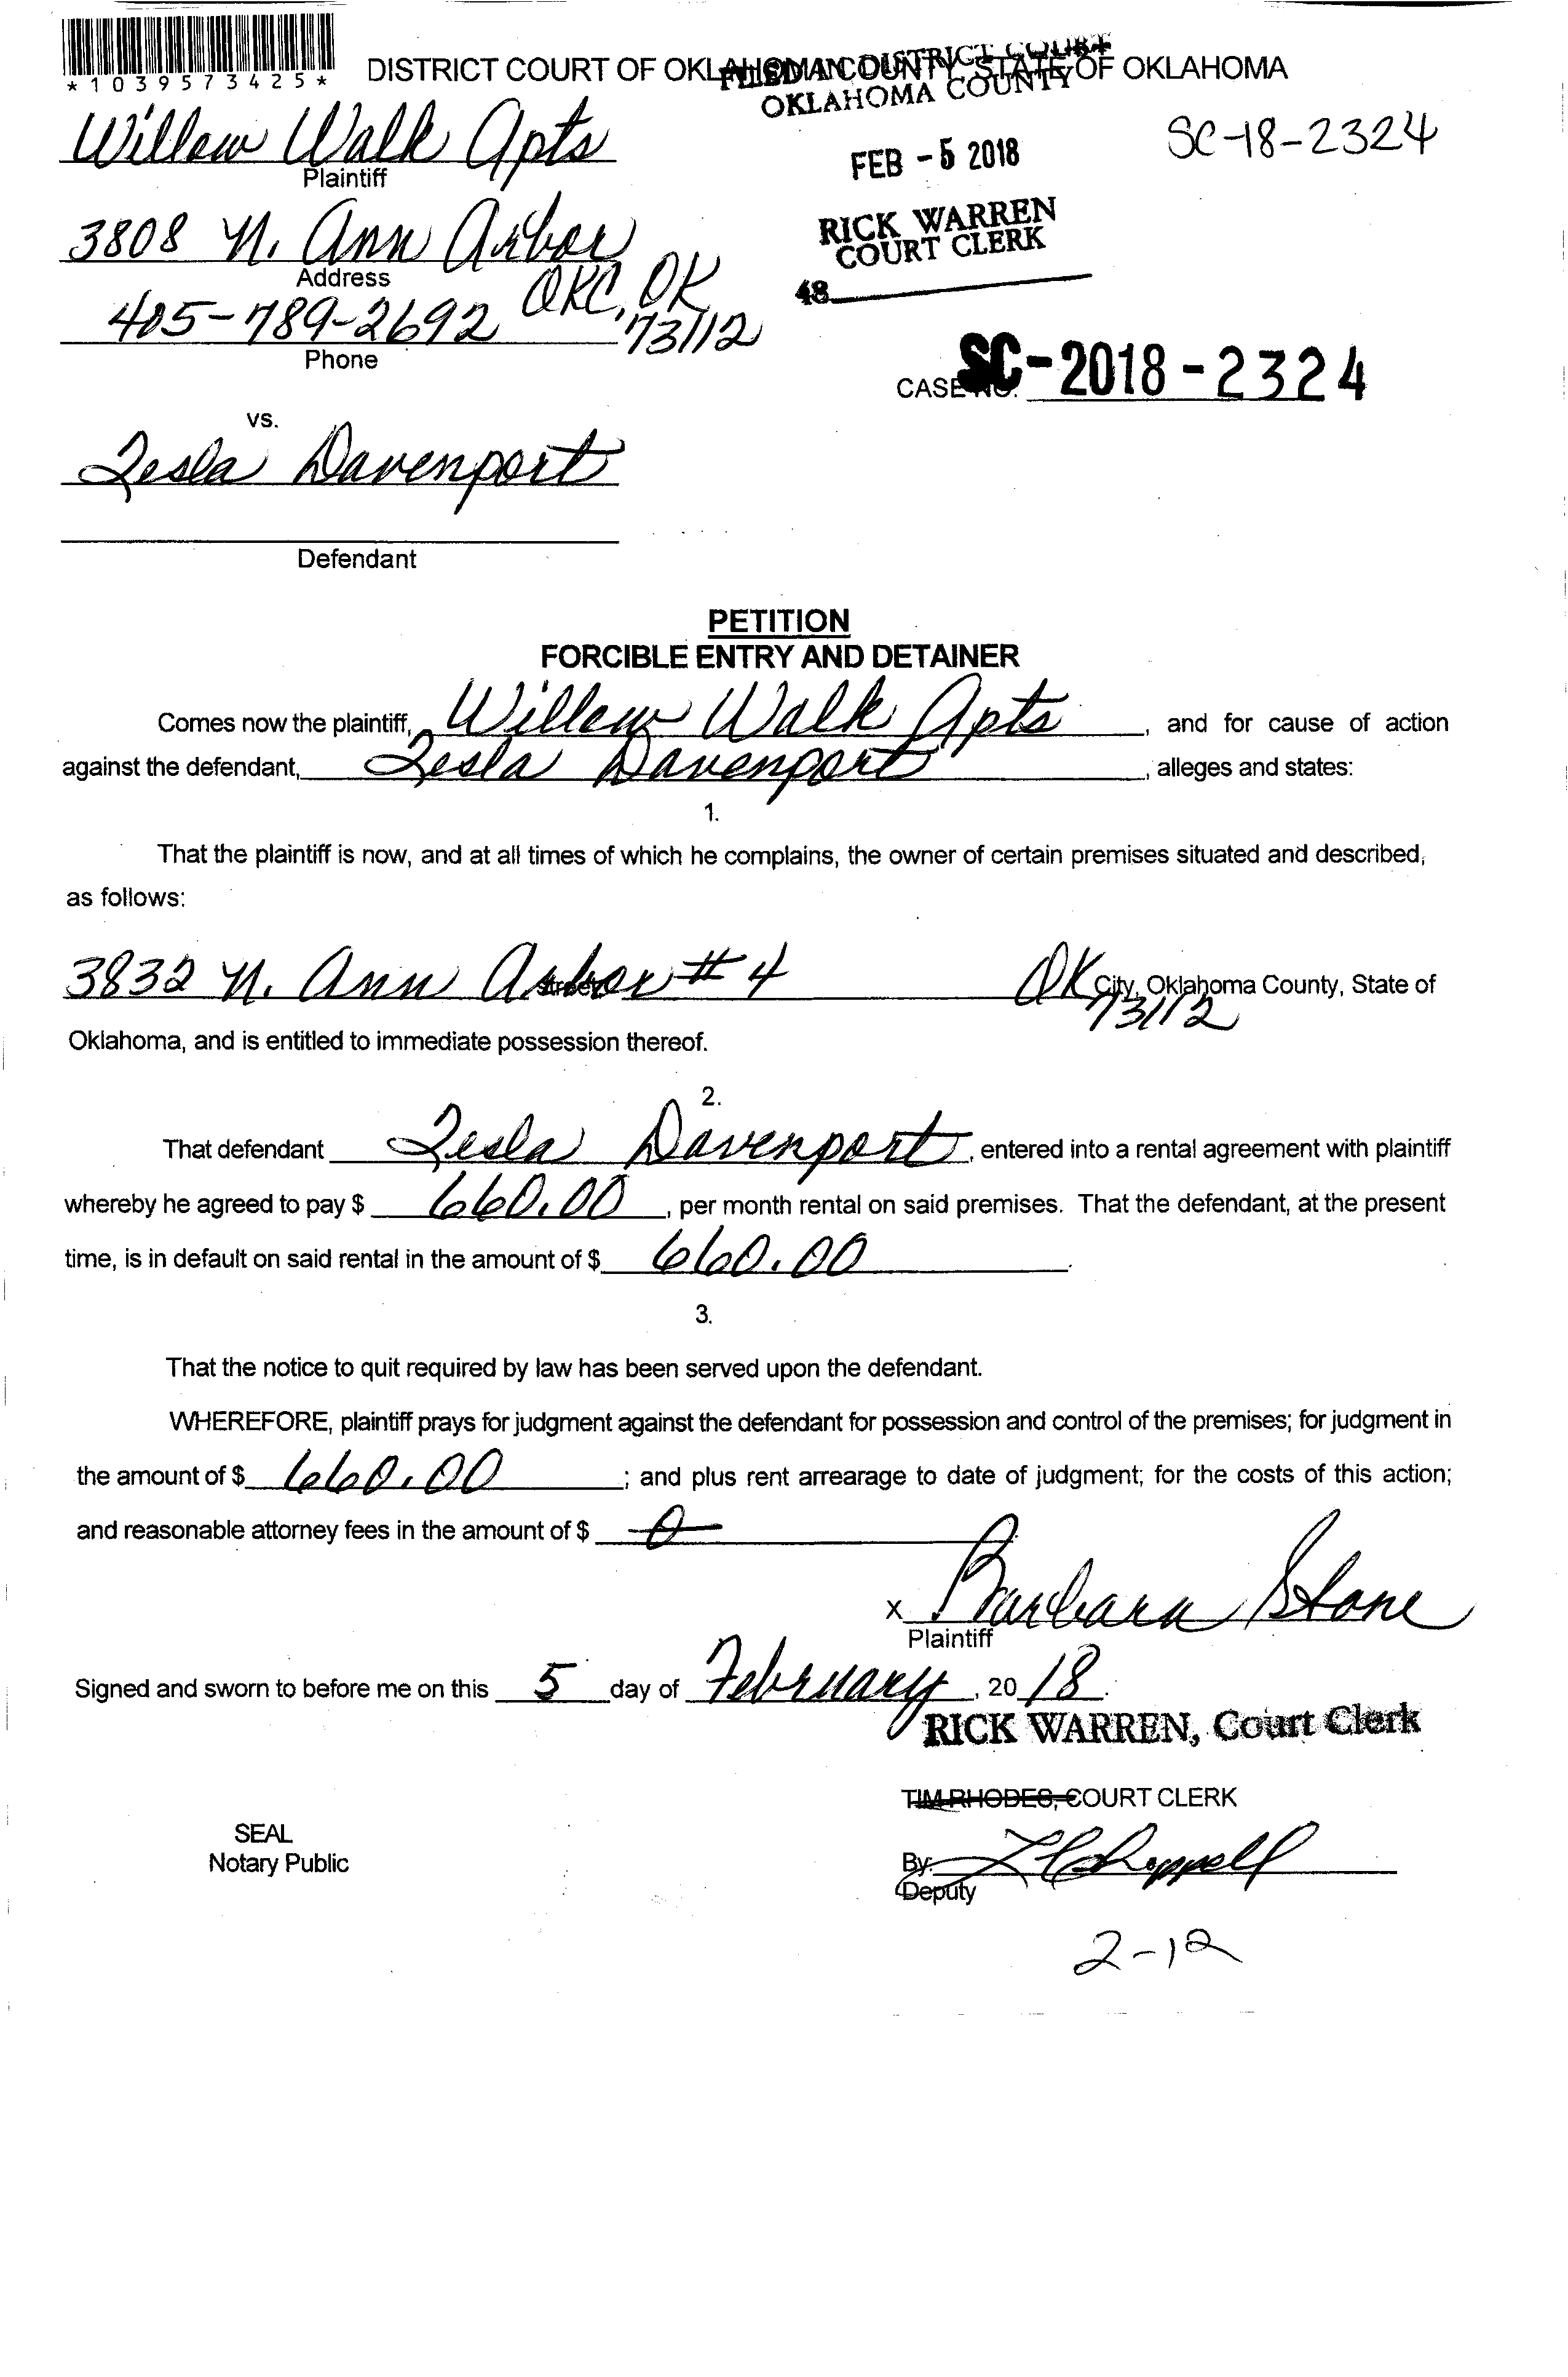 *1039573425*
DISTRICT COURT OF OKLAHOMA COUNTY, STATE OF OKLAHOMA
FILED IN DISTRICT COURT
OKLAHOMA COUNTY
FEB - 5 2018
SC-18-2324
RICK WARREN
COURT CLERK
48
Willow Walk Apts
Plaintiff
3808 N. Ann Arbor
Address
OKC, OK
73112
405-789-2692
Phone
CASE NO. SC-2018-2324
vs.
Tesla Davenport
Defendant
PETITION
FORCIBLE ENTRY AND DETAINER
Comes now the plaintiff, Willow Walk Apts, and for cause of action
against the defendant, Tesla Davenport, alleges and states:
1.
That the plaintiff is now, and at all times of which he complains, the owner of certain premises situated and described,
as follows:
3832 N. Ann Arbor #4 OK City, Oklahoma County, State of
Street
73112
Oklahoma, and is entitled to immediate possession thereof.
2.
That defendant Tesla Davenport, entered into a rental agreement with plaintiff
whereby he agreed to pay $ 660.00, per month rental on said premises. That the defendant, at the present
time, is in default on said rental in the amount of $ 660.00.
3.
That the notice to quit required by law has been served upon the defendant.
WHEREFORE, plaintiff prays for judgment against the defendant for possession and control of the premises; for judgment in
the amount of $ 660.00; and plus rent arrearage to date of judgment; for the costs of this action;
and reasonable attorney fees in the amount of $ 0
x Barbara Stone
Plaintiff
Signed and sworn to before me on this 5 day of February, 2018.
RICK WARREN, Court Clerk
TIM RHODES, COURT CLERK
SEAL
Notary Public
By:
Deputy
2-12